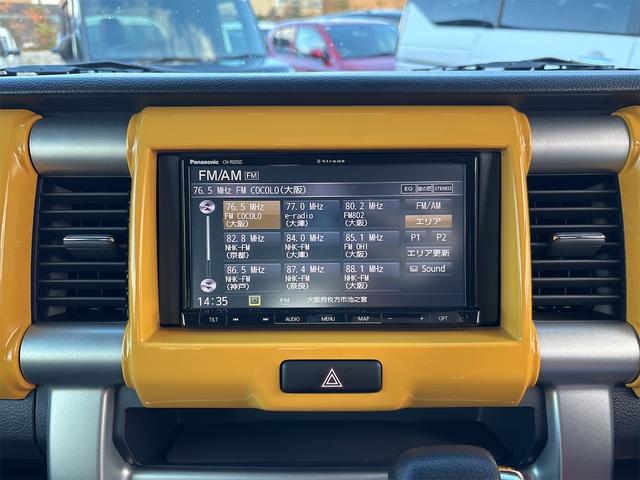 Panasonic CN-RE05D Strada
FM/AM FM
76.5 MHz FM COCOLO(大阪) EQ 匠 STEREO
76.5 MHz FM COCOLO (大阪)
77.0 MHz e-radio (大津)
80.2 MHz FM802 (大阪)
FM/AM
エリア
82.8 MHz NHK-FM (京都)
84.0 MHz NHK-FM (大津)
85.1 MHz FM OH! (大阪)
P1 P2
エリア更新
86.5 MHz NHK-FM (神戸)
87.4 MHz NHK-FM (奈良)
88.1 MHz NHK-FM (大阪)
Sound
14:35 PM 大阪府枚方市池之宮
TILT AUDIO MENU MAP - + OPT